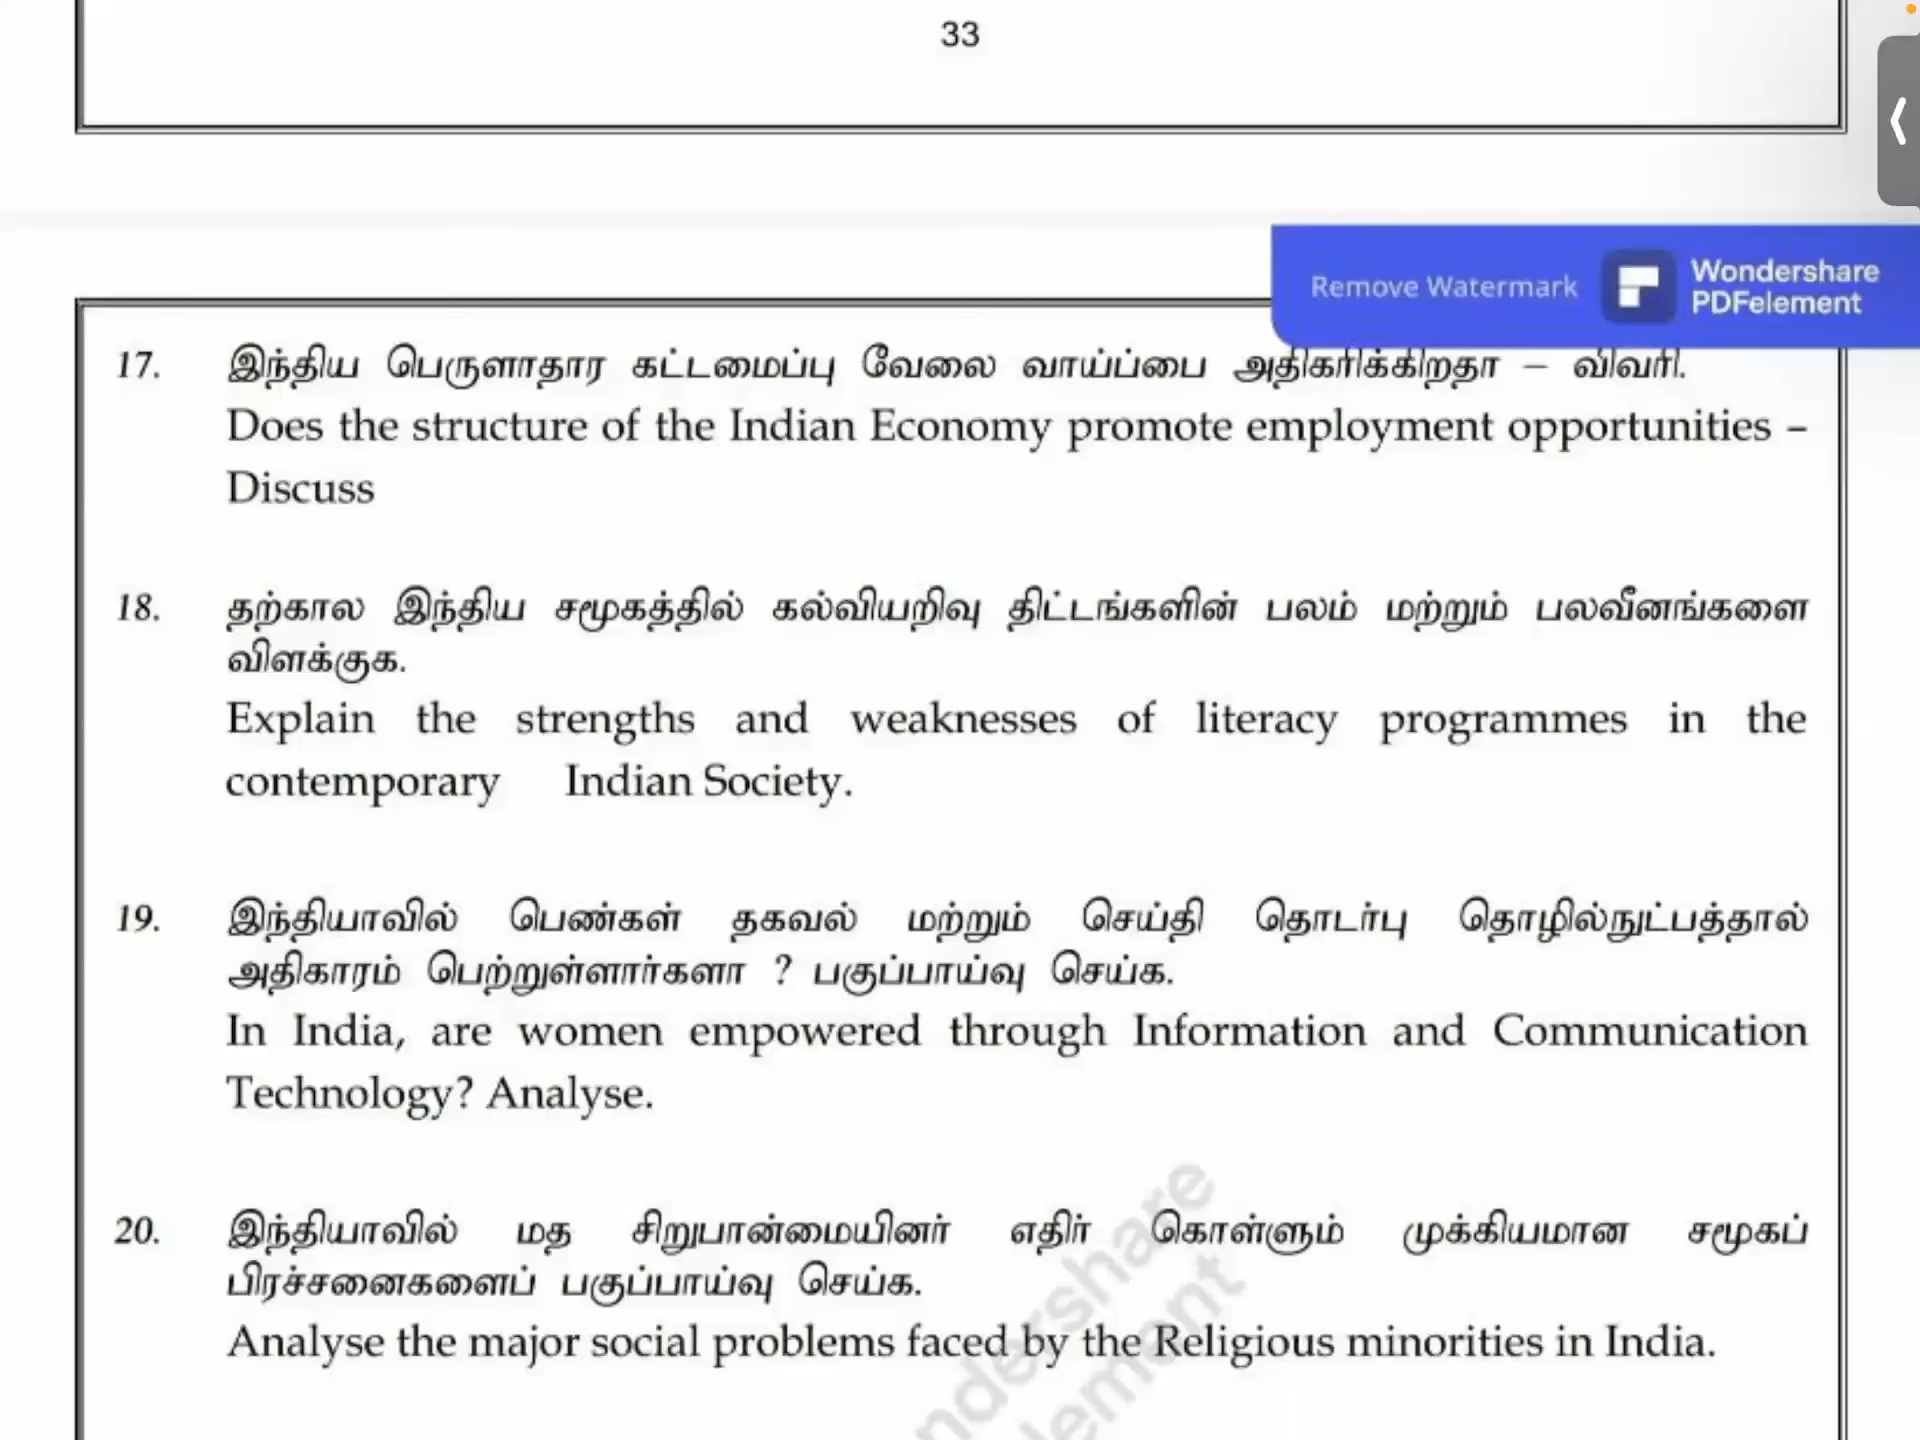 33
Remove Watermark
Wondershare
PDFelement
17. இந்திய பெருளாதார கட்டமைப்பு வேலை வாய்ப்பை அதிகரிக்கிறதா – விவரி.
Does the structure of the Indian Economy promote employment opportunities –
Discuss
18. தற்கால இந்திய சமூகத்தில் கல்வியறிவு திட்டங்களின் பலம் மற்றும் பலவீனங்களை
விளக்குக.
Explain the strengths and weaknesses of literacy programmes in the
contemporary Indian Society.
19. இந்தியாவில் பெண்கள் தகவல் மற்றும் செய்தி தொடர்பு தொழில்நுட்பத்தால்
அதிகாரம் பெற்றுள்ளார்களா ? பகுப்பாய்வு செய்க.
In India, are women empowered through Information and Communication
Technology? Analyse.
20. இந்தியாவில் மத சிறுபான்மையினர் எதிர் கொள்ளும் முக்கியமான சமூகப்
பிரச்சனைகளைப் பகுப்பாய்வு செய்க.
Analyse the major social problems faced by the Religious minorities in India.